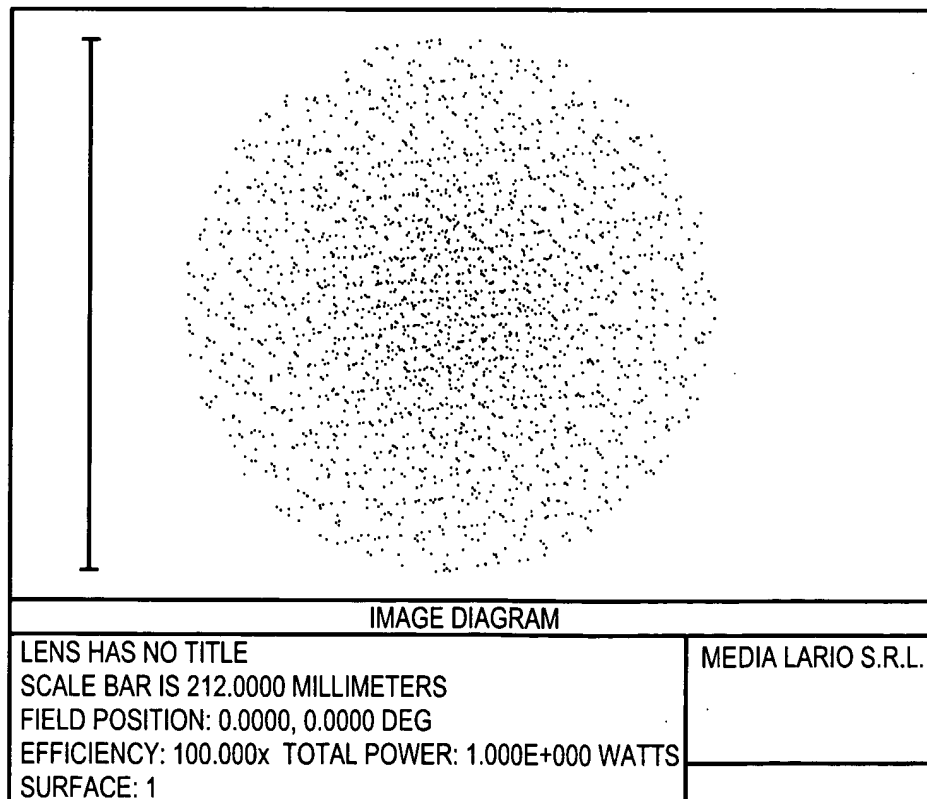 IMAGE DIAGRAM
LENS HAS NO TITLE
SCALE BAR IS 212.0000 MILLIMETERS
FIELD POSITION: 0.0000, 0.0000 DEG
EFFICIENCY: 100.000x TOTAL POWER: 1.000E+000 WATTS
SURFACE: 1
MEDIA LARIO S.R.L.